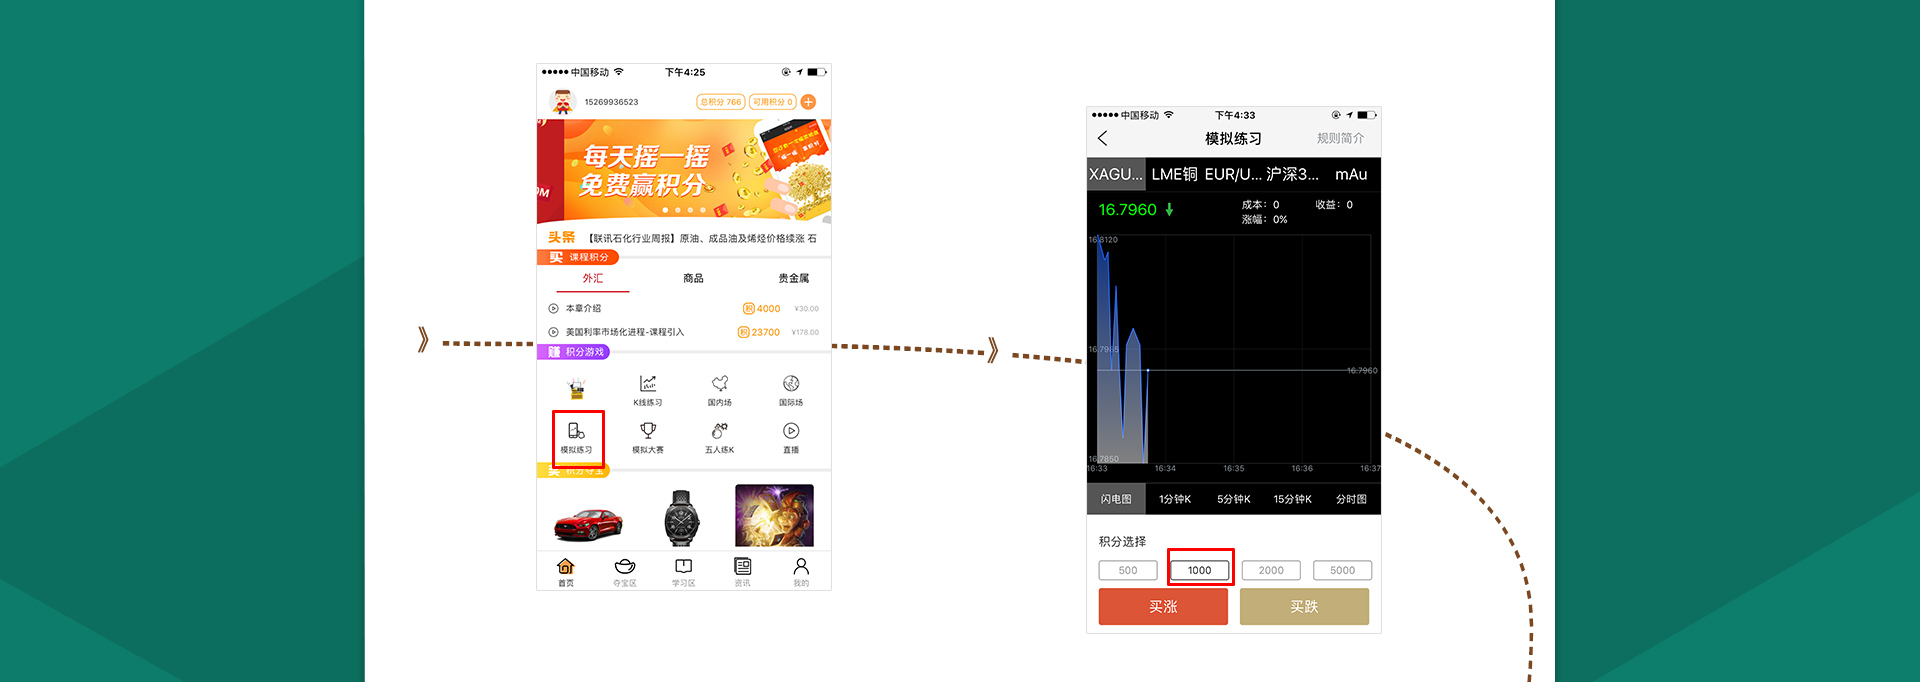 中国移动
下午4:25
15269936523
总积分 766
可用积分 0
每天摇一摇
免费赢积分
头条
【联讯石化行业周报】原油、成品油及烯烃价格续涨 石
买 课程积分
外汇
商品
贵金属
本章介绍
积 4000
¥39.00
美国利率市场化进程-课程引入
积 23700
¥178.00
赚 积分游戏
K线练习
国内场
国际场
模拟练习
模拟大赛
五人练K
直播
首页
夺宝区
学习区
资讯
我的
中国移动
下午4:33
模拟练习
规则简介
XAGU...
LME铜
EUR/U...
沪深3...
mAu
16.7960
成本：0
收益：0
涨幅：0%
16.8120
16.7985
16.7960
16.7850
16:33
16:34
16:35
16:36
16:37
闪电图
1分钟K
5分钟K
15分钟K
分时图
积分选择
500
1000
2000
5000
买涨
买跌